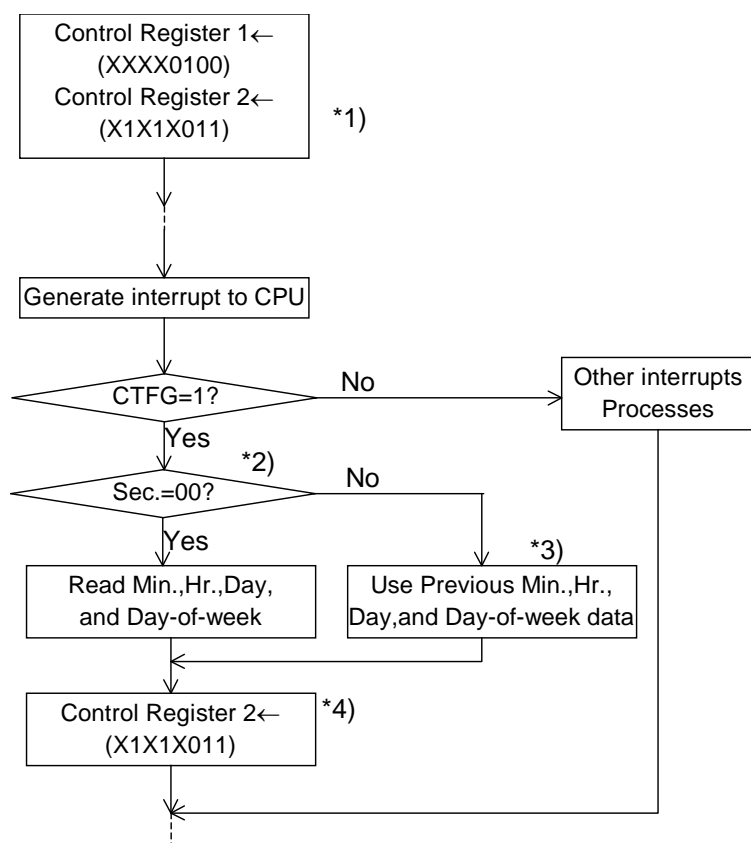 Control Register 1←
(XXXX0100)
Control Register 2←
(X1X1X011)
*1)
Generate interrupt to CPU
CTFG=1?
No
Other interrupts
Processes
Yes
*2)
Sec.=00?
No
Yes
*3)
Read Min.,Hr.,Day,
and Day-of-week
Use Previous Min.,Hr.,
Day,and Day-of-week data
Control Register 2←
(X1X1X011)
*4)